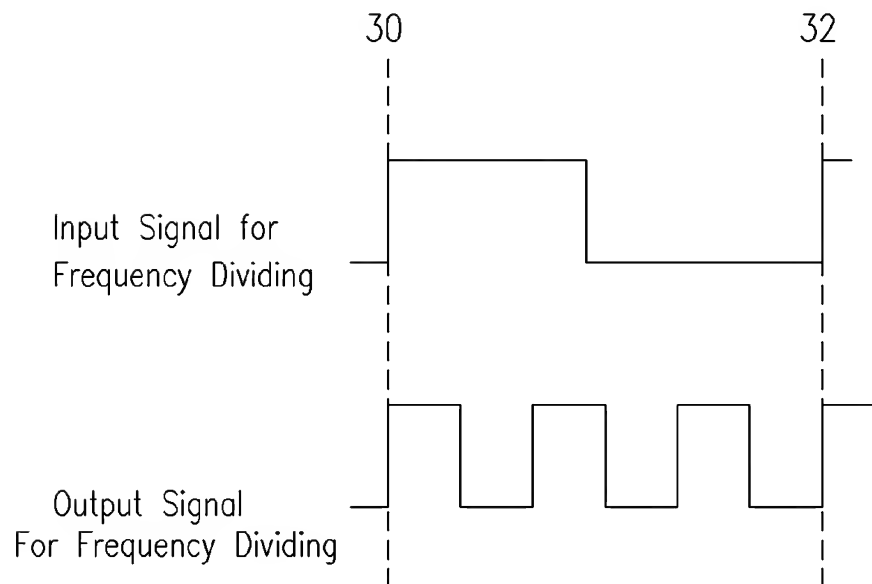 30
32
Input Signal for
Frequency Dividing
Output Signal
For Frequency Dividing